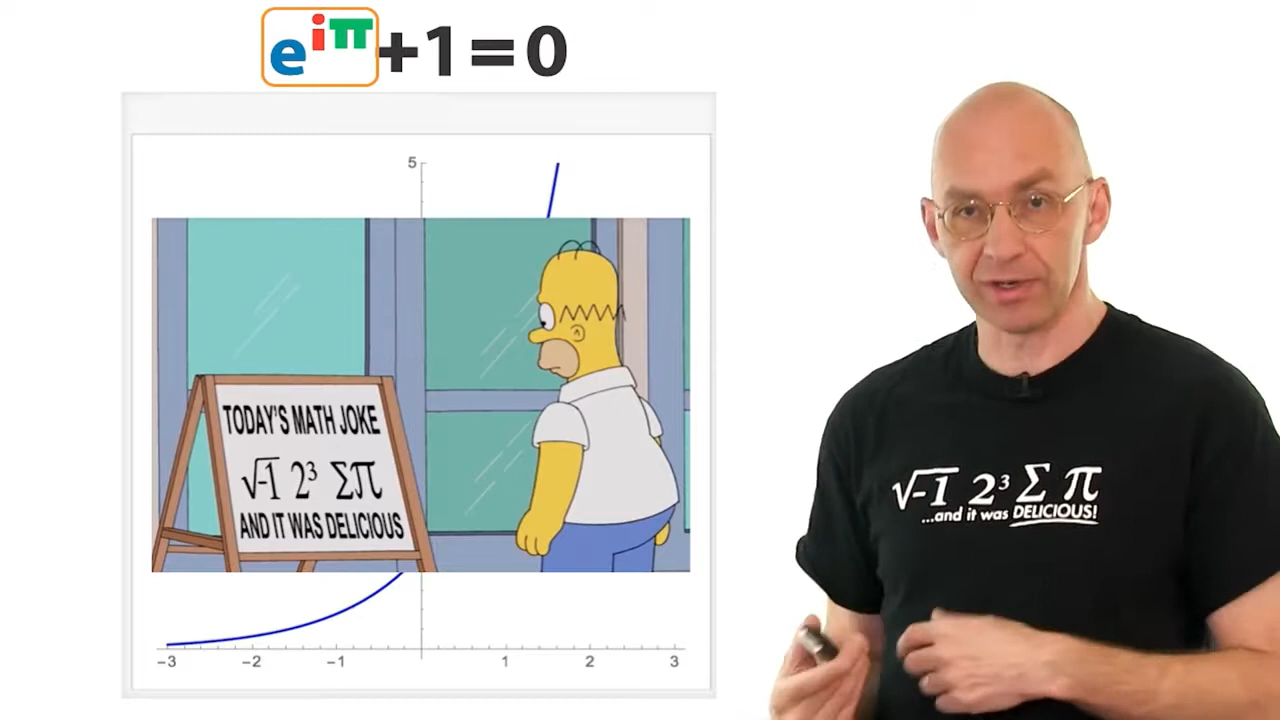 e^{iπ}+1=0
5
TODAY'S MATH JOKE
√-1 2³ Σπ
AND IT WAS DELICIOUS
-3 -2 -1 1 2 3
√-1 2³ Σ π
...and it was DELICIOUS!